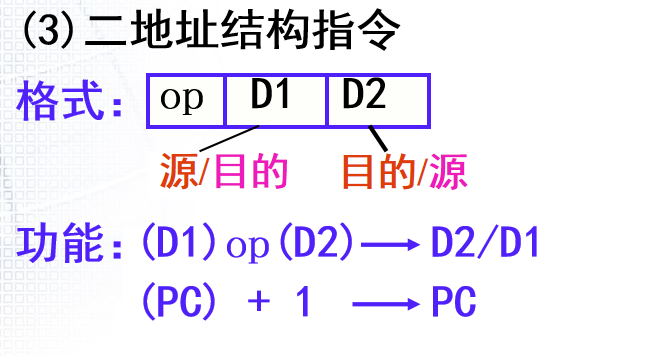 (3)二地址结构指令
格式: op D1 D2
源/目的 目的/源
功能:(D1)op(D2)→D2/D1
(PC) + 1 →PC